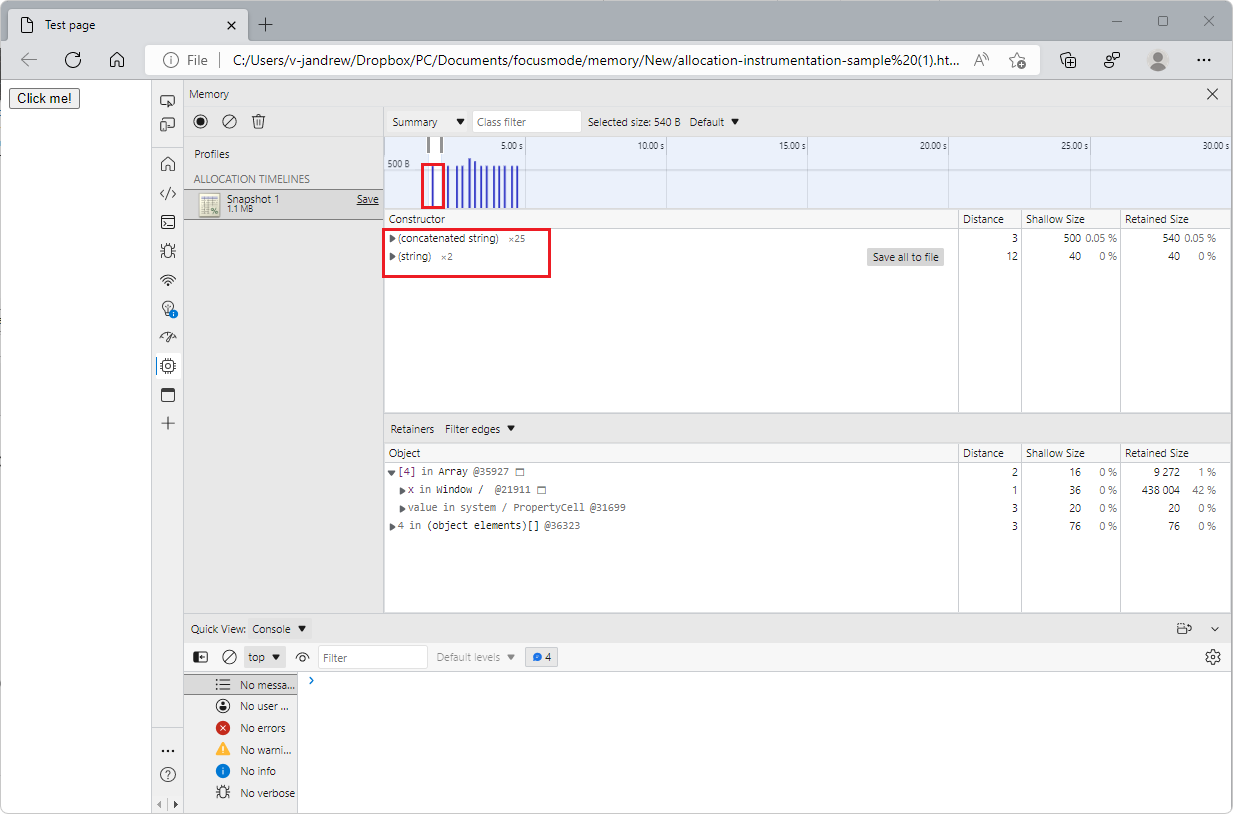 Test page
File C:/Users/v-jandrew/Dropbox/PC/Documents/focusmode/memory/New/allocation-instrumentation-sample%20(1).ht...
Click me!
Memory
Summary Class filter Selected size: 540 B Default
Profiles
ALLOCATION TIMELINES
Snapshot 1 Save
1.1 MB
5.00 s 10.00 s 15.00 s 20.00 s 25.00 s 30.00 s
500 B
Constructor Distance Shallow Size Retained Size
(concatenated string) ×25 3 500 0.05 % 540 0.05 %
(string) ×2 Save all to file 12 40 0 % 40 0 %
Retainers Filter edges
Object Distance Shallow Size Retained Size
[4] in Array @35927 2 16 0 % 9 272 1 %
x in Window / @21911 1 36 0 % 438 004 42 %
value in system / PropertyCell @31699 3 20 0 % 20 0 %
4 in (object elements)[] @36323 3 76 0 % 76 0 %
Quick View: Console
top Filter Default levels 4
No messa...
No user ...
No errors
No warni...
No info
No verbose